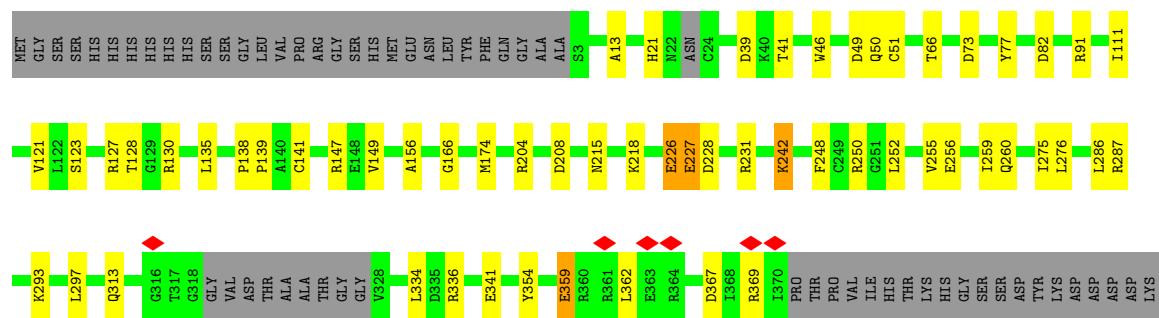 MET GLY SER SER HIS HIS HIS HIS HIS HIS SER SER GLY LEU VAL PRO ARG GLY SER HIS MET GLU ASN LEU TYR PHE GLN GLY ALA ALA S3 A13 H21 N22 ASN C24 D39 K40 T41 W46 D49 Q50 C51 T66 D73 Y77 D82 R91 I111
V121 L122 S123 R127 T128 G129 R130 L135 P138 P139 A140 C141 R147 E148 V149 A156 G166 M174 R204 D208 N215 K218 E226 E227 D228 R231 K242 F248 C249 R250 G251 L252 V255 E256 I259 Q260 I275 L276 L286 R287
K293 L297 Q313 G316 T317 G318 GLY VAL ASP THR ALA ALA THR GLY GLY V328 L334 D335 R336 E341 Y354 E359 R360 R361 L362 E363 R364 D367 I368 R369 I370 PRO THR PRO VAL ILE HIS THR LYS HIS GLY SER SER ASP TYR LYS ASP ASP ASP ASP LYS